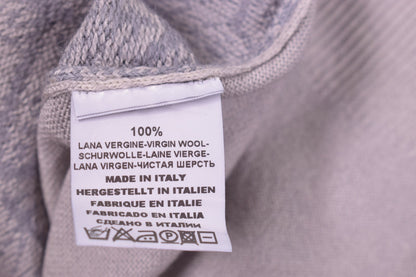 100%
LANA VERGINE-VIRGIN WOOL-
SCHURWOLLE-LAINE VIERGE-
LANA VIRGEN-ЧИСТАЯ ШЕРСТЬ
MADE IN ITALY
HERGESTELLT IN ITALIEN
FABRIQUE EN ITALIE
FABRICADO EN ITALIA
СДЕЛАНО В ИТАЛИИ
P